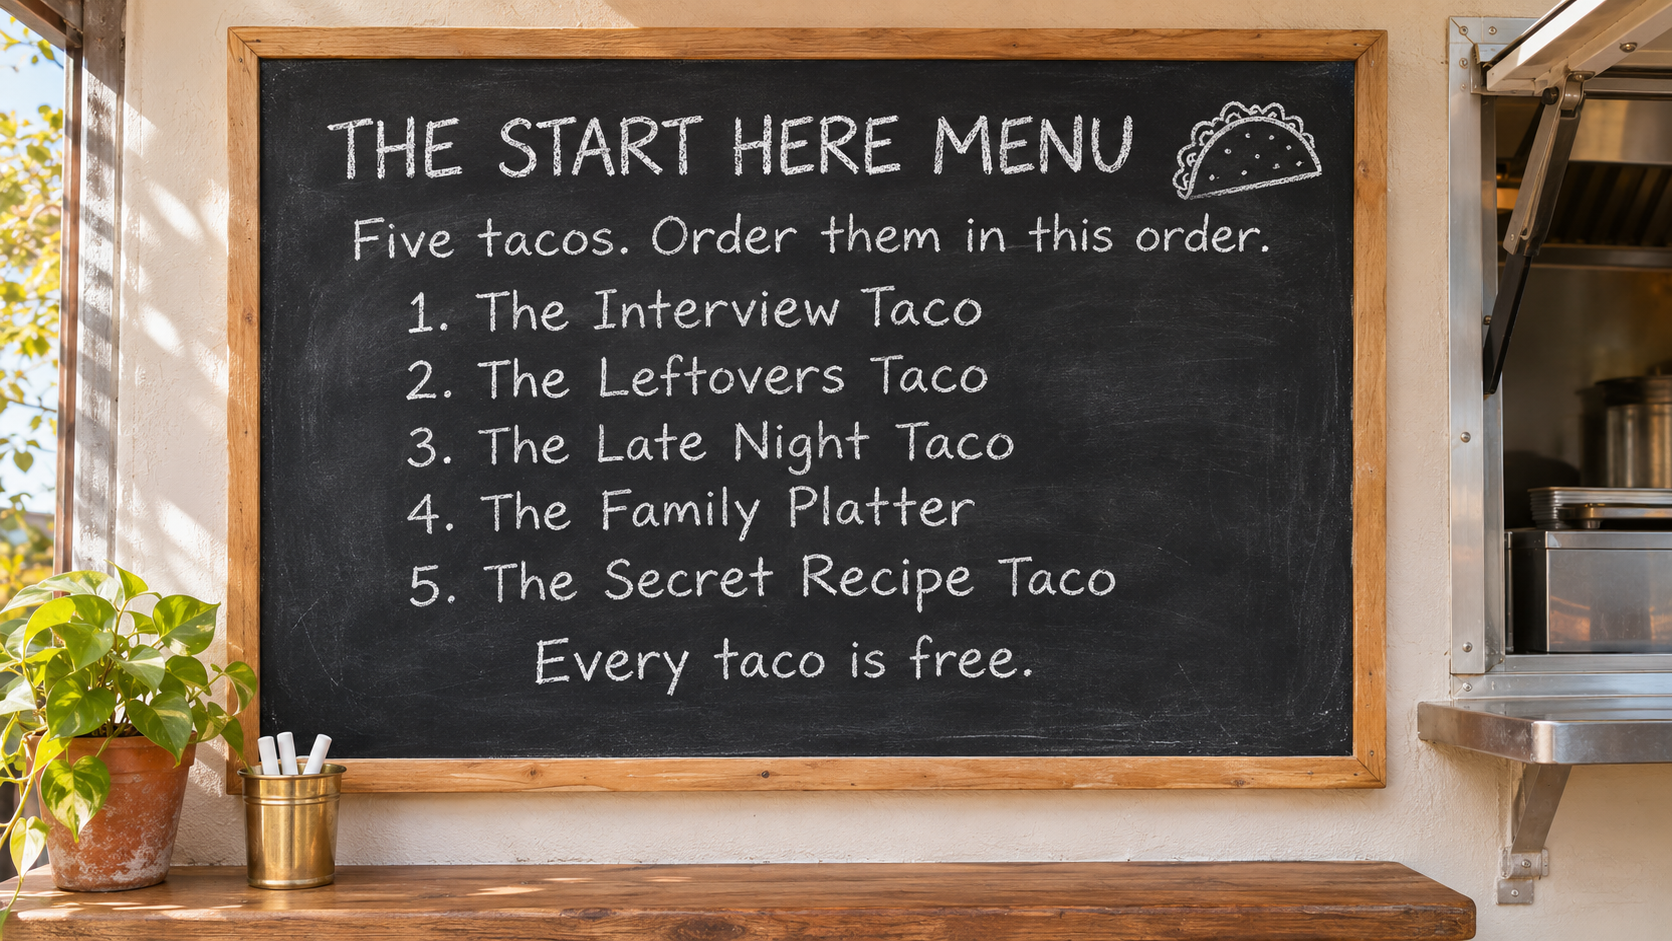 THE START HERE MENU
Five tacos. Order them in this order.
1. The Interview Taco
2. The Leftovers Taco
3. The Late Night Taco
4. The Family Platter
5. The Secret Recipe Taco
Every taco is free.